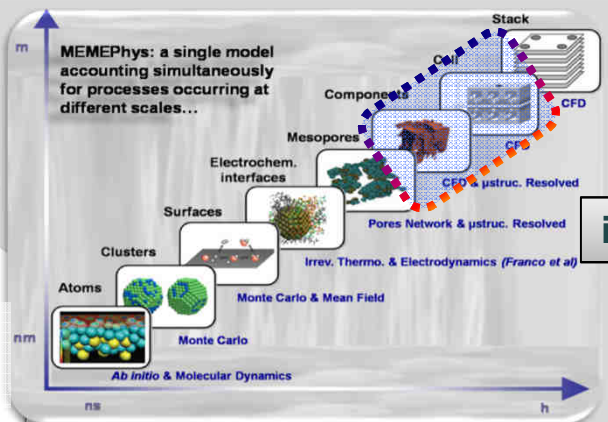 Stack
m
MEMEPhys: a single model
accounting simultaneously
for processes occurring at
different scales...
Cell
CFD
Components
CFD
Mesopores
CFD & µstruc. Resolved
Electrochem.
interfaces
Pores Network & µstruc. Resolved
Surfaces
Irrev. Thermo. & Electrodynamics (Franco et al)
Clusters
Monte Carlo & Mean Field
Atoms
nm
Monte Carlo
Ab initio & Molecular Dynamics
ns
h